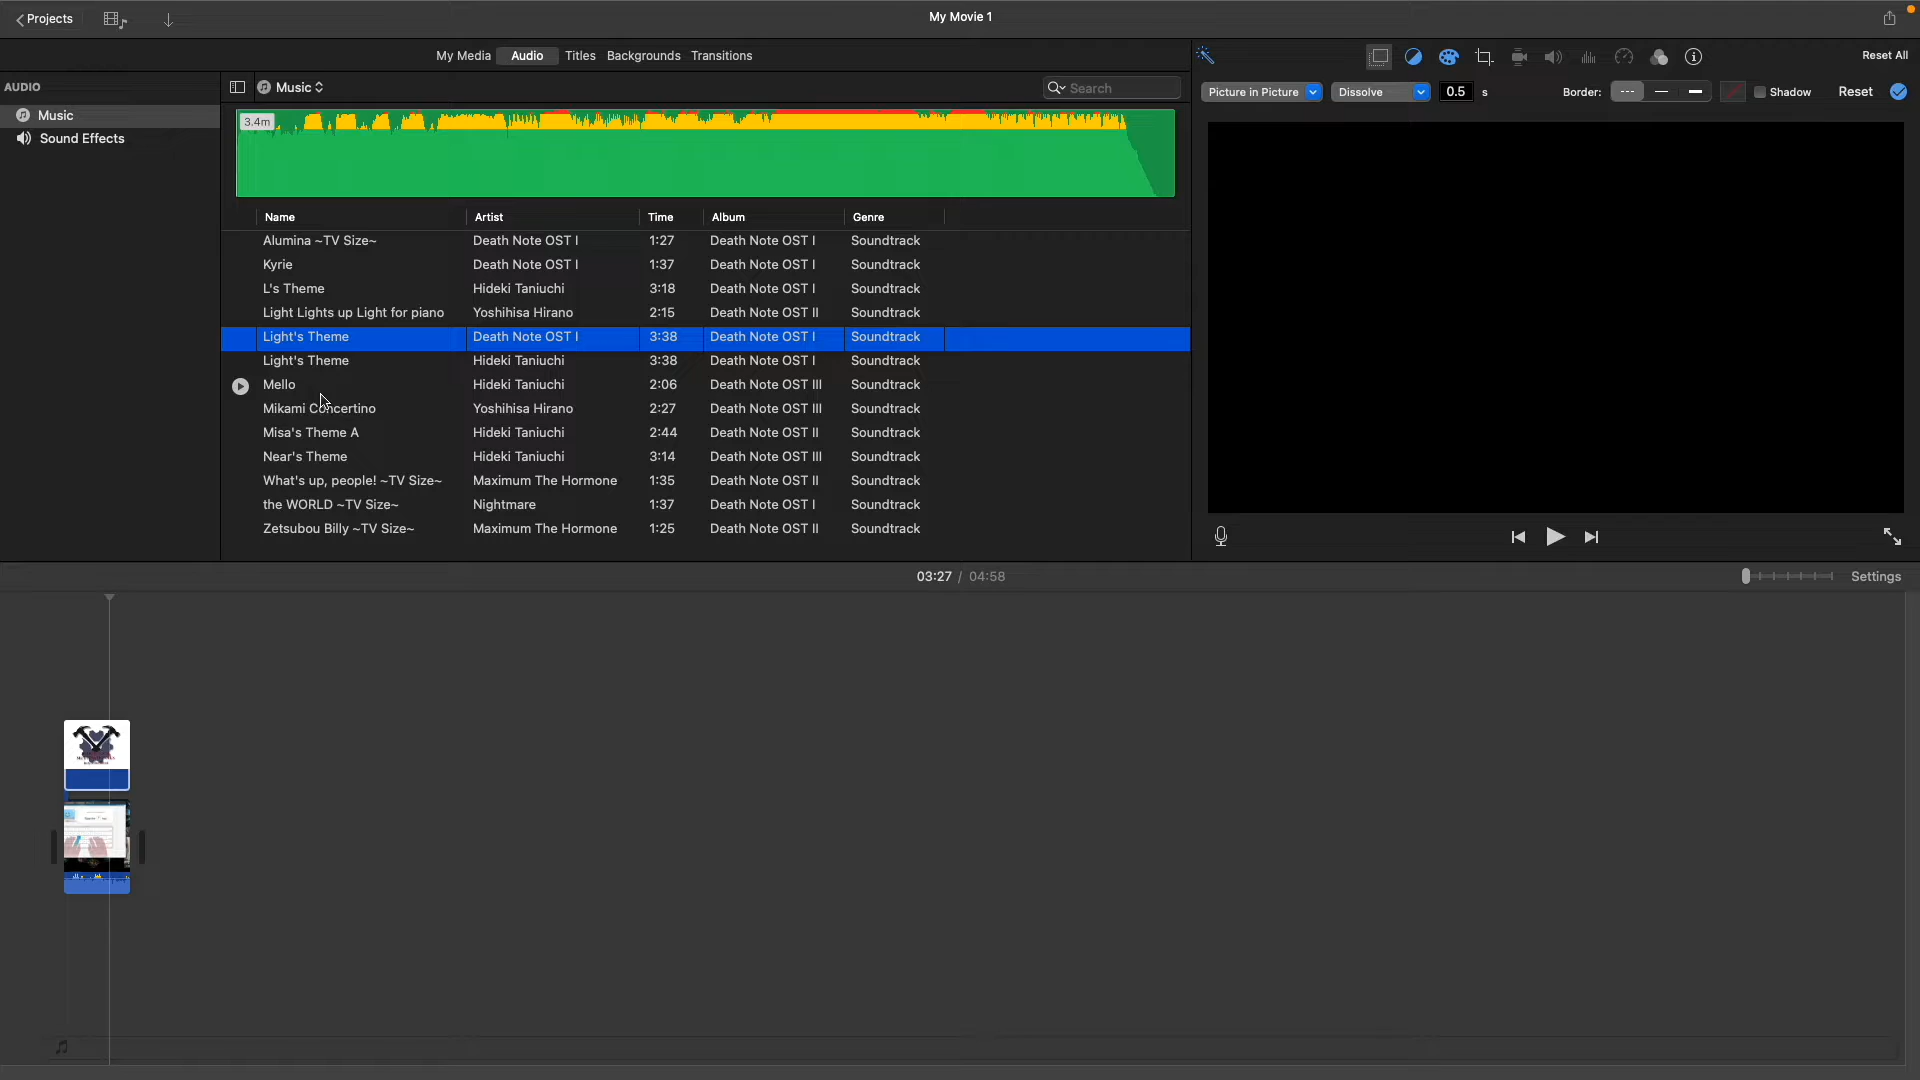 Projects
My Movie 1
My Media Audio Titles Backgrounds Transitions
Reset All
AUDIO
Music
Search
Picture in Picture Dissolve 0.5 s Border: Shadow Reset
Music
Sound Effects
3.4m
Name Artist Time Album Genre
Alumina ~TV Size~ Death Note OST I 1:27 Death Note OST I Soundtrack
Kyrie Death Note OST I 1:37 Death Note OST I Soundtrack
L's Theme Hideki Taniuchi 3:18 Death Note OST I Soundtrack
Light Lights up Light for piano Yoshihisa Hirano 2:15 Death Note OST II Soundtrack
Light's Theme Death Note OST I 3:38 Death Note OST I Soundtrack
Light's Theme Hideki Taniuchi 3:38 Death Note OST I Soundtrack
Mello Hideki Taniuchi 2:06 Death Note OST III Soundtrack
Mikami Concertino Yoshihisa Hirano 2:27 Death Note OST III Soundtrack
Misa's Theme A Hideki Taniuchi 2:44 Death Note OST II Soundtrack
Near's Theme Hideki Taniuchi 3:14 Death Note OST III Soundtrack
What's up, people! ~TV Size~ Maximum The Hormone 1:35 Death Note OST II Soundtrack
the WORLD ~TV Size~ Nightmare 1:37 Death Note OST I Soundtrack
Zetsubou Billy ~TV Size~ Maximum The Hormone 1:25 Death Note OST II Soundtrack
03:27 / 04:58
Settings